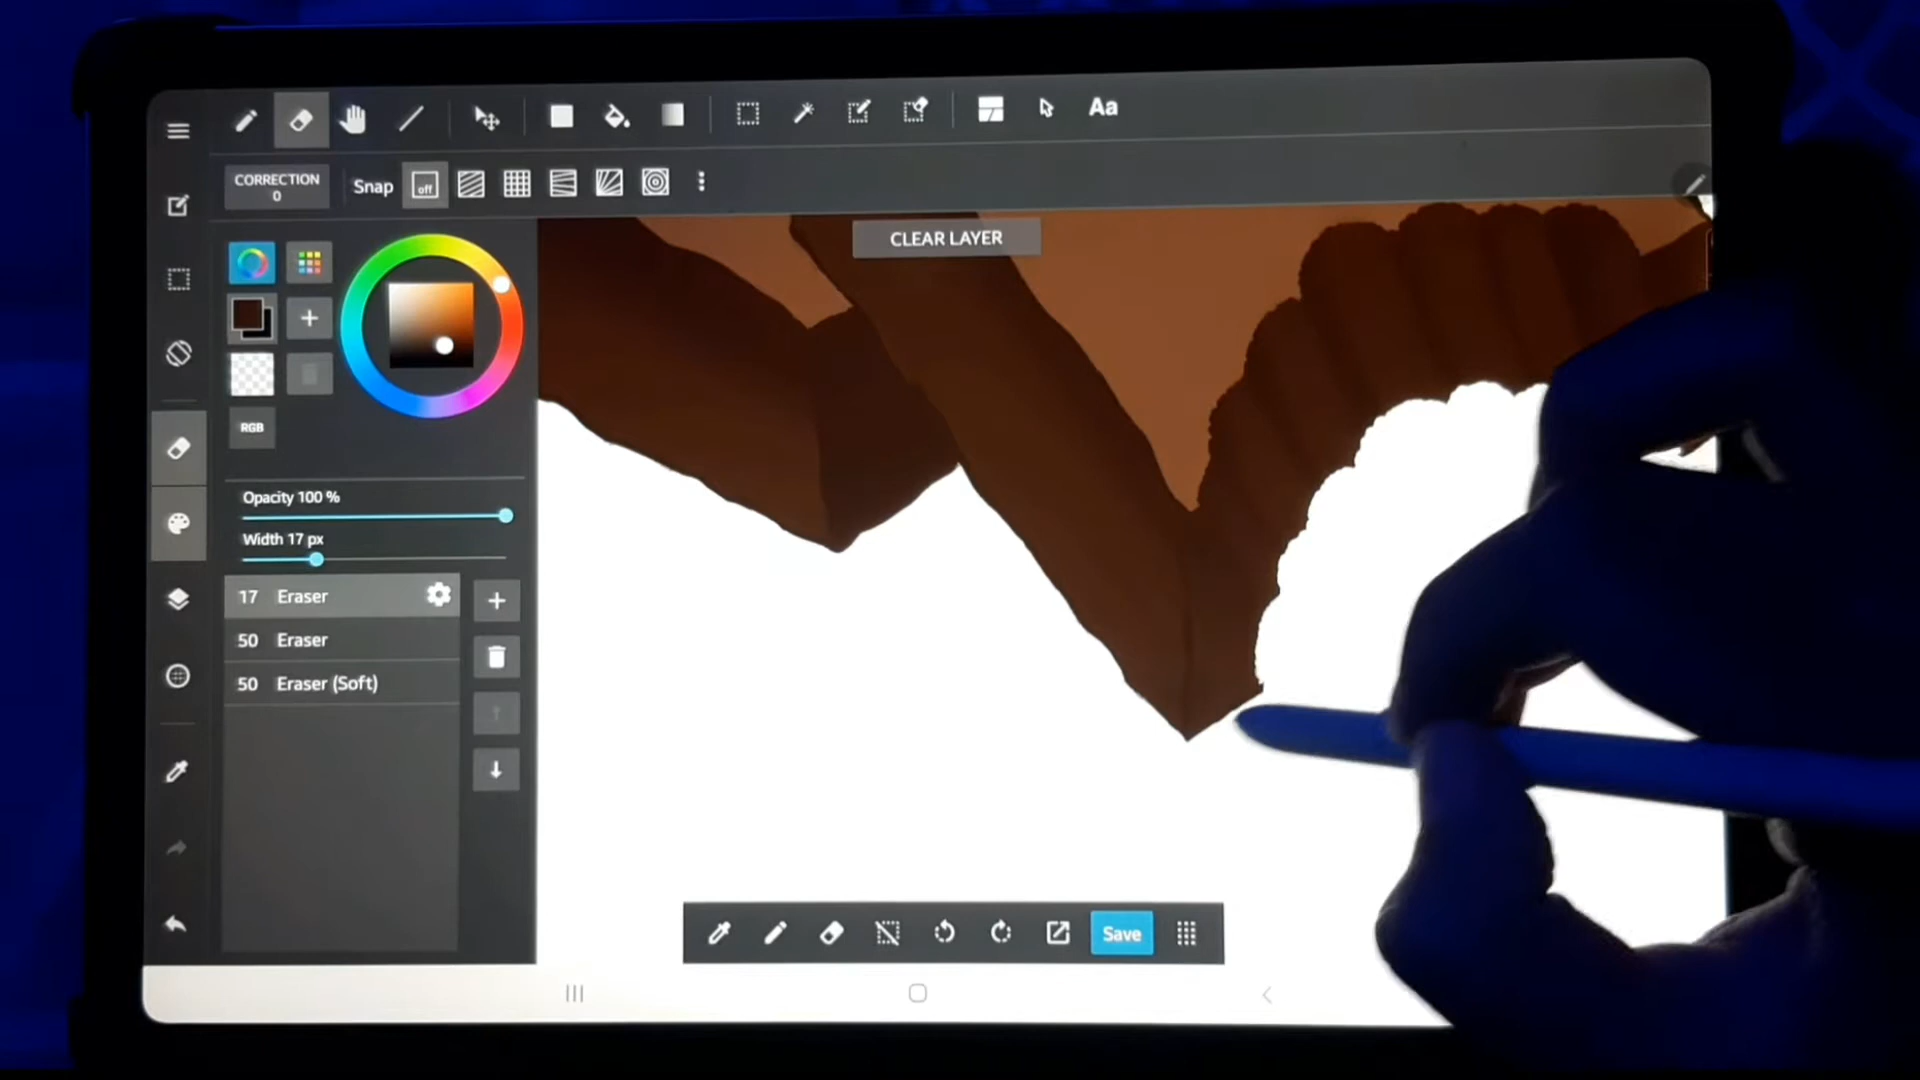 Aa
CORRECTION
0
Snap
off
CLEAR LAYER
RGB
Opacity 100 %
Width 17 px
17 Eraser
50 Eraser
50 Eraser (Soft)
Save